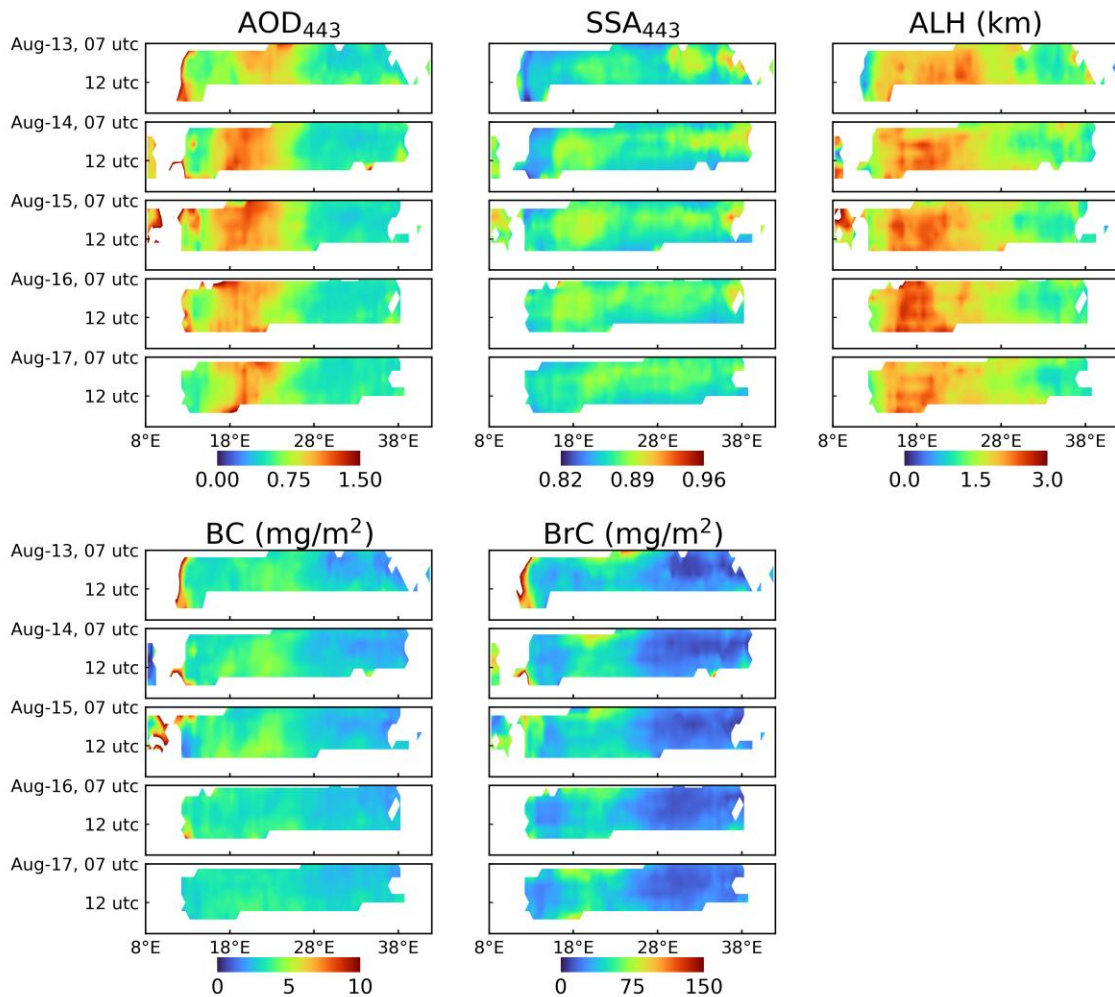 AOD₄₄₃ SSA₄₄₃ ALH (km)
Aug-13, 07 utc
12 utc
Aug-14, 07 utc
12 utc
Aug-15, 07 utc
12 utc
Aug-16, 07 utc
12 utc
Aug-17, 07 utc
12 utc
8°E 18°E 28°E 38°E 8°E 18°E 28°E 38°E 8°E 18°E 28°E 38°E
0.00 0.75 1.50 0.82 0.89 0.96 0.0 1.5 3.0
BC (mg/m²) BrC (mg/m²)
Aug-13, 07 utc
12 utc
Aug-14, 07 utc
12 utc
Aug-15, 07 utc
12 utc
Aug-16, 07 utc
12 utc
Aug-17, 07 utc
12 utc
8°E 18°E 28°E 38°E 8°E 18°E 28°E 38°E
0 5 10 0 75 150